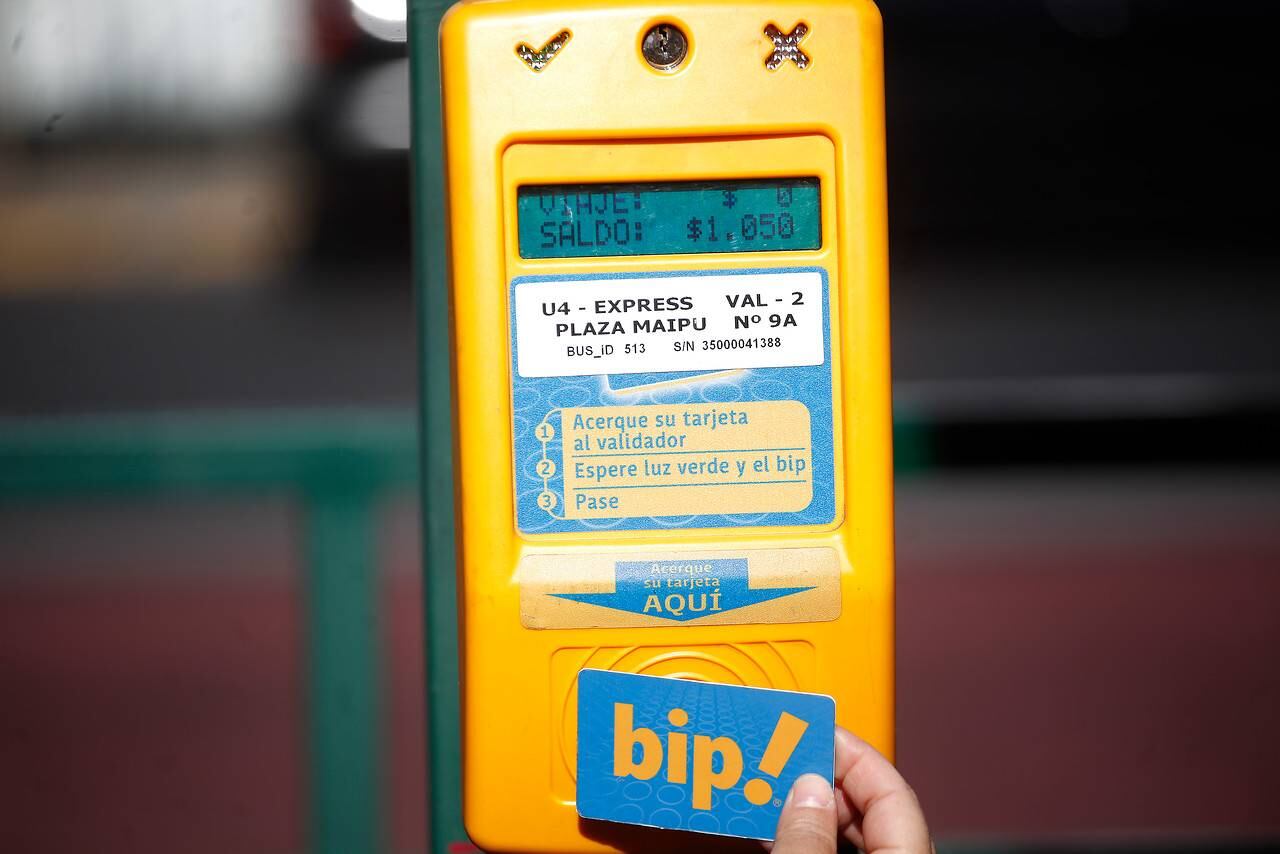 VIAJE: $ 0
SALDO: $1.050
U4 - EXPRESS VAL - 2
PLAZA MAIPU Nº 9A
BUS_iD 513 S/N 35000041388
1 Acerque su tarjeta
al validador
2 Espere luz verde y el bip
3 Pase
Acerque
su tarjeta
AQUÍ
bip!®